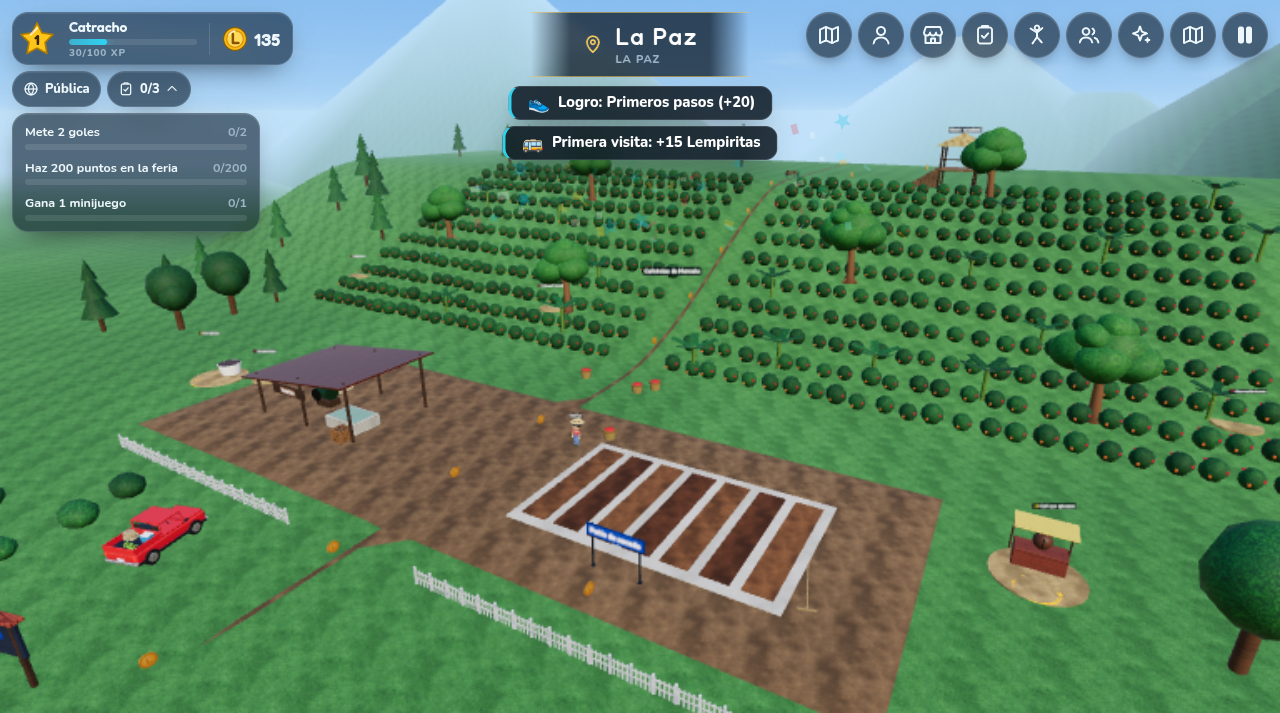 1
Catracho
30/100 XP
135
Pública
0/3
Mete 2 goles 0/2
Haz 200 puntos en la feria 0/200
Gana 1 minijuego 0/1
La Paz
LA PAZ
Logro: Primeros pasos (+20)
Primera visita: +15 Lempiritas